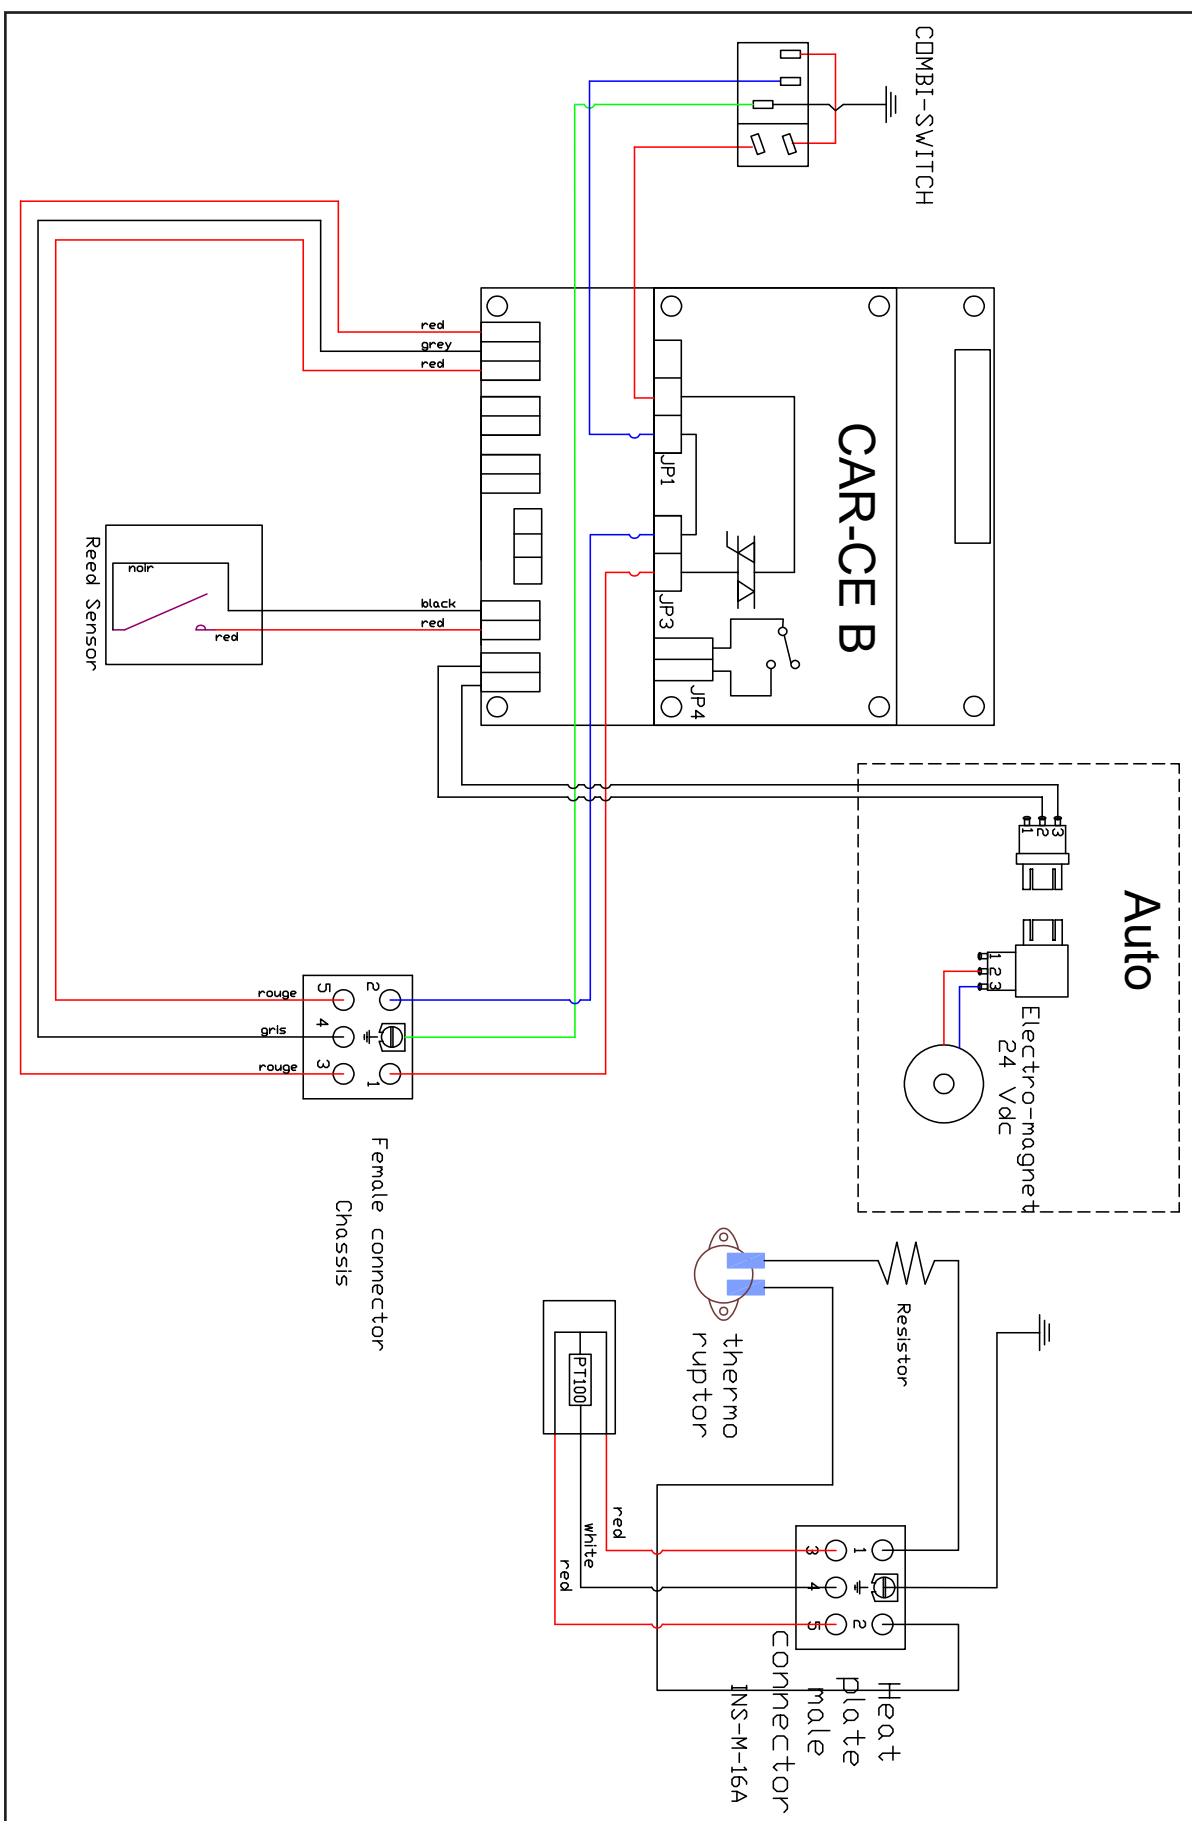 COMBI-SWITCH
CAR-CE B
JP1
JP3
JP4
red
grey
red
black
red
noir
red
Reed Sensor
Auto
1
2
3
1
2
3
Electro-magnet
24 Vdc
rouge
gris
rouge
5
4
3
2
1
Female connector
Chassis
thermo
ruptor
Resistor
PT100
red
white
red
1
2
3
4
5
Heat
plate
male
connector
INS-M-16A